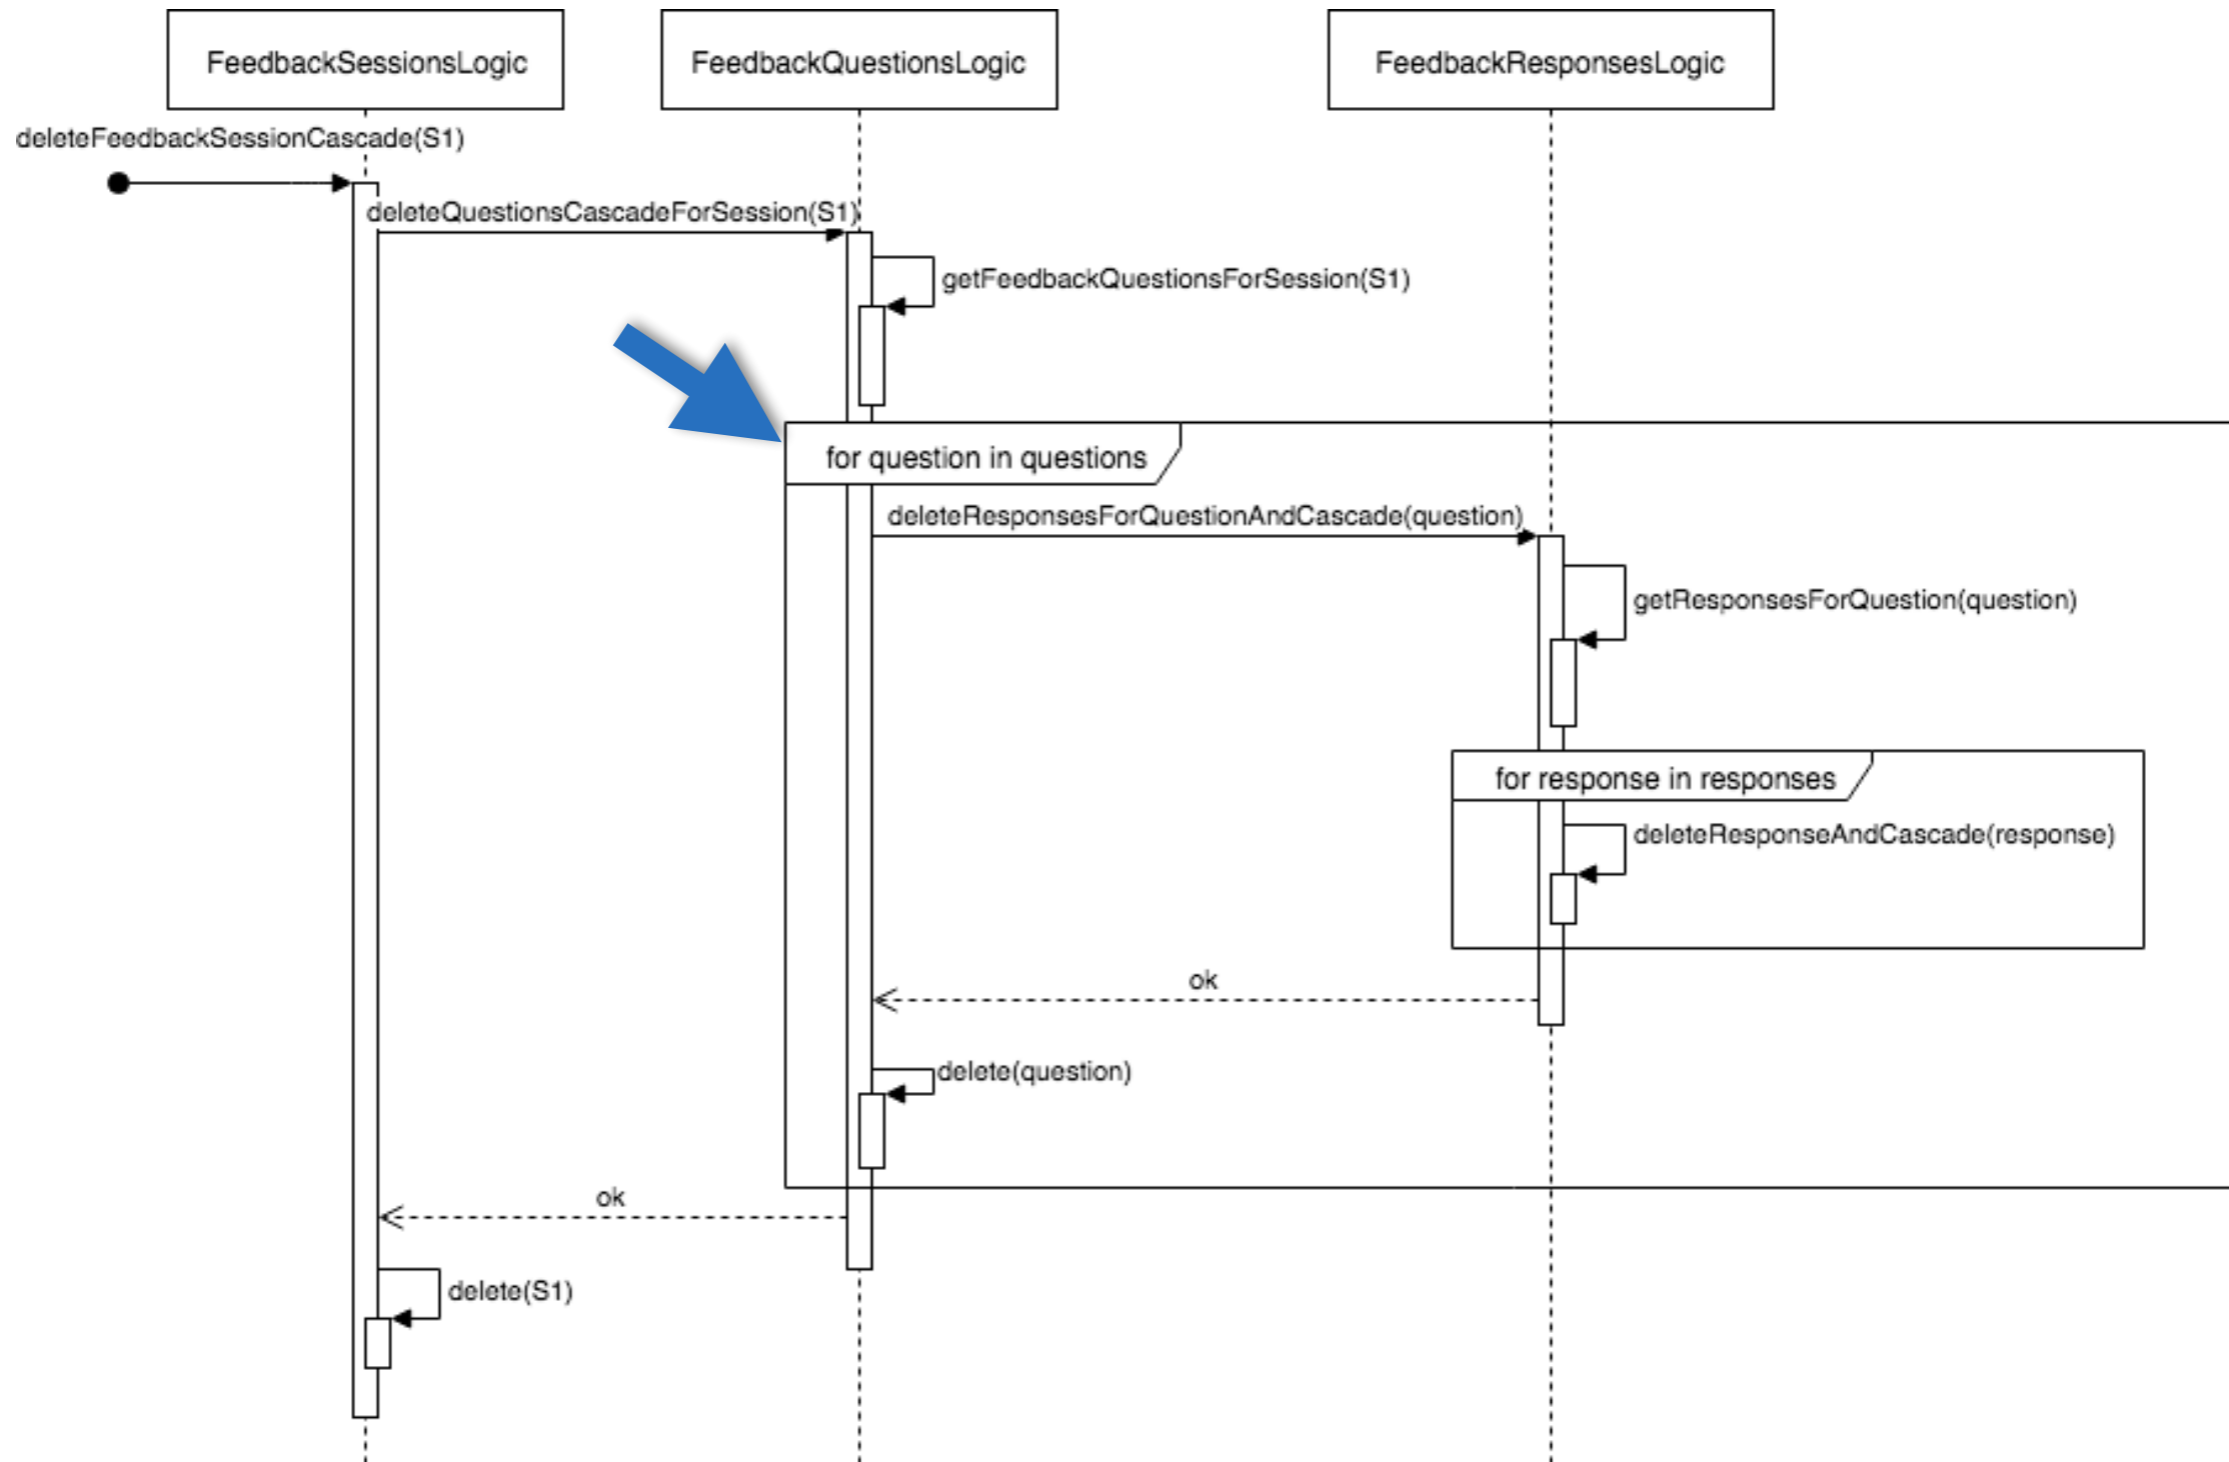 FeedbackSessionsLogic
FeedbackQuestionsLogic
FeedbackResponsesLogic
deleteFeedbackSessionCascade(S1)
deleteQuestionsCascadeForSession(S1)
getFeedbackQuestionsForSession(S1)
for question in questions
deleteResponsesForQuestionAndCascade(question)
getResponsesForQuestion(question)
for response in responses
deleteResponseAndCascade(response)
ok
delete(question)
ok
delete(S1)